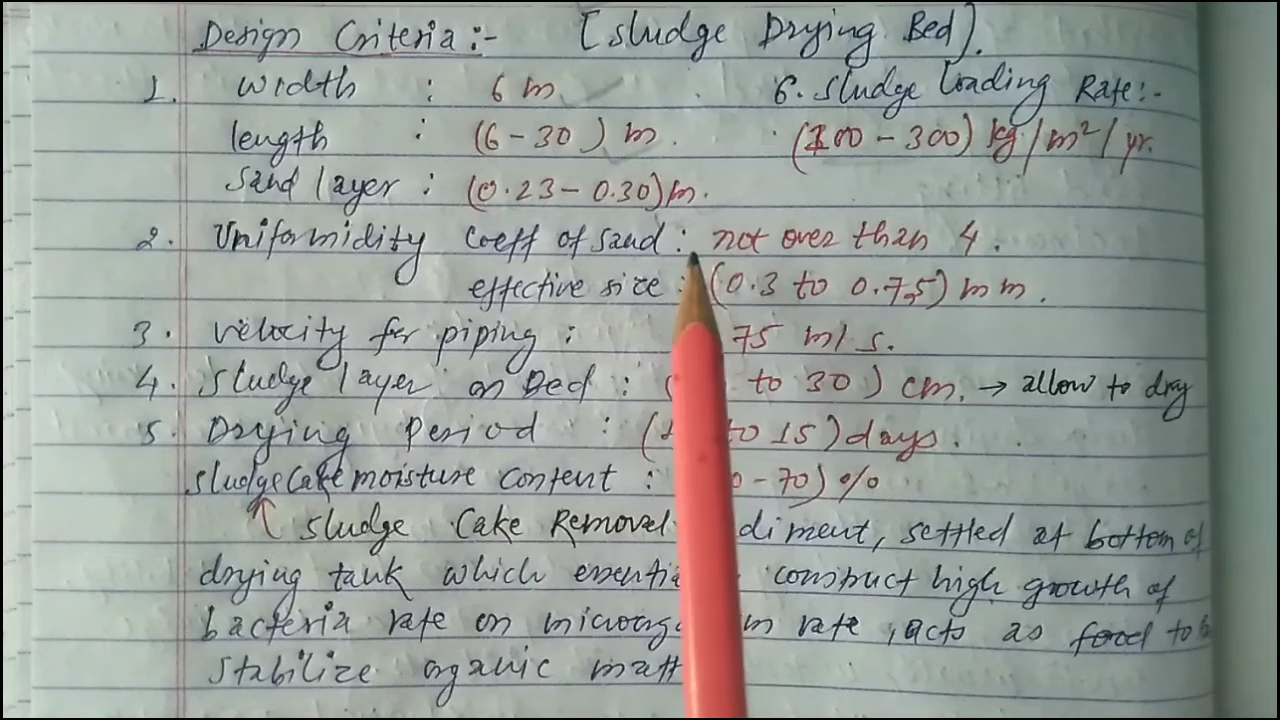 Design Criteria :- [Sludge Drying Bed].
1. Width : 6 m
6. Sludge Loading Rate :-
length : (6 - 30) m.
(100 - 300) kg/m²/yr.
Sand layer : (0.23 - 0.30) m.
2. Uniformidity Coeff of Sand : not over than 4.
effective size : (0.3 to 0.75) mm.
3. Velocity for piping : 75 m/s.
4. Sludge layer on Bed : to 30) cm. → allow to dry
5. Drying Period : ( to 15) days.
Sludge Cake moisture Content : - 70) %
↑ Sludge Cake Removal diment, settled at bottom of
drying tank which construct high growth of
bacteria rate on rate, acts as food to
Stabilize organic